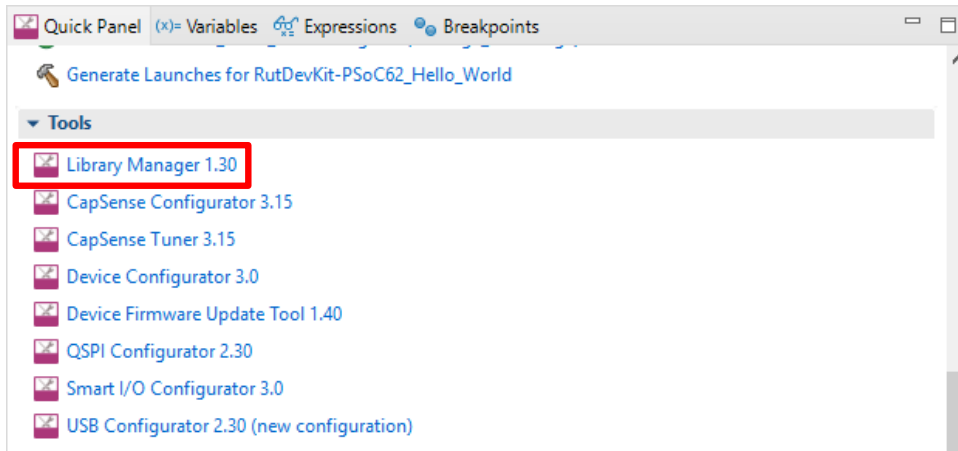 Quick Panel (x)= Variables Expressions Breakpoints
Generate Launches for RutDevKit-PSoC62_Hello_World
Tools
Library Manager 1.30
CapSense Configurator 3.15
CapSense Tuner 3.15
Device Configurator 3.0
Device Firmware Update Tool 1.40
QSPI Configurator 2.30
Smart I/O Configurator 3.0
USB Configurator 2.30 (new configuration)